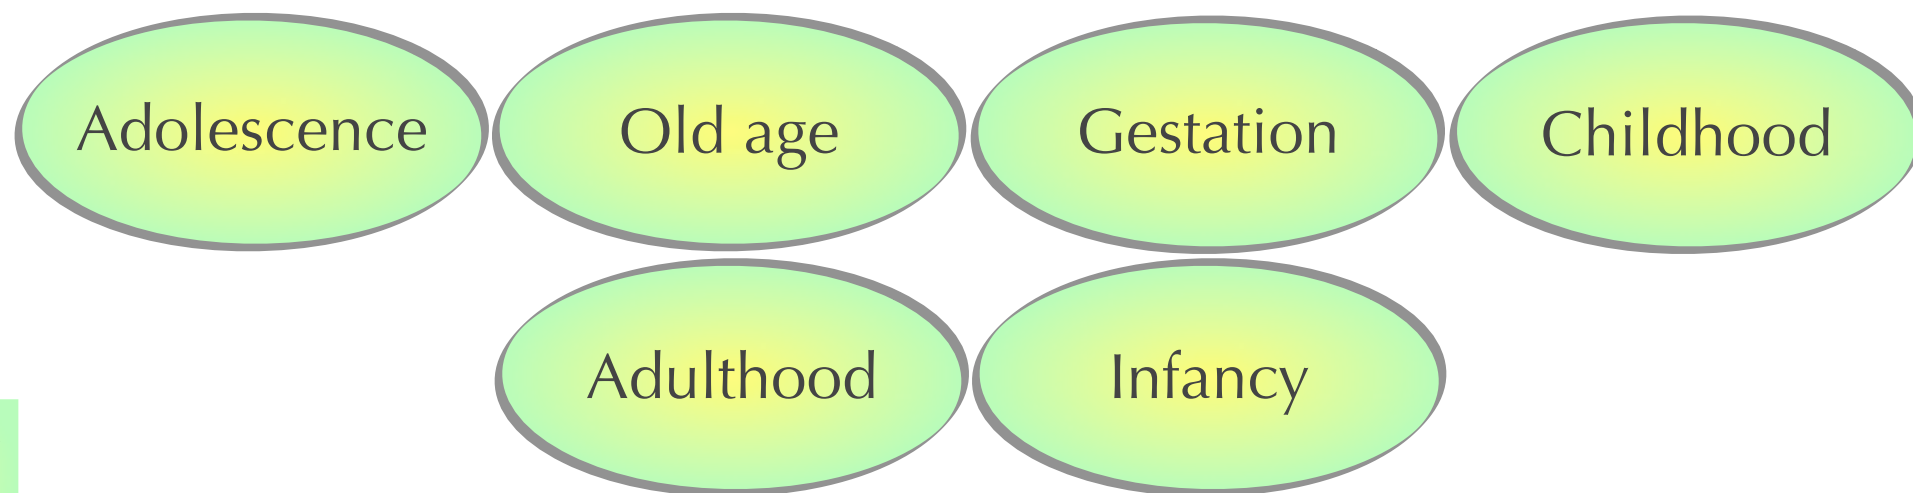 Adolescence
Old age
Gestation
Childhood
Adulthood
Infancy